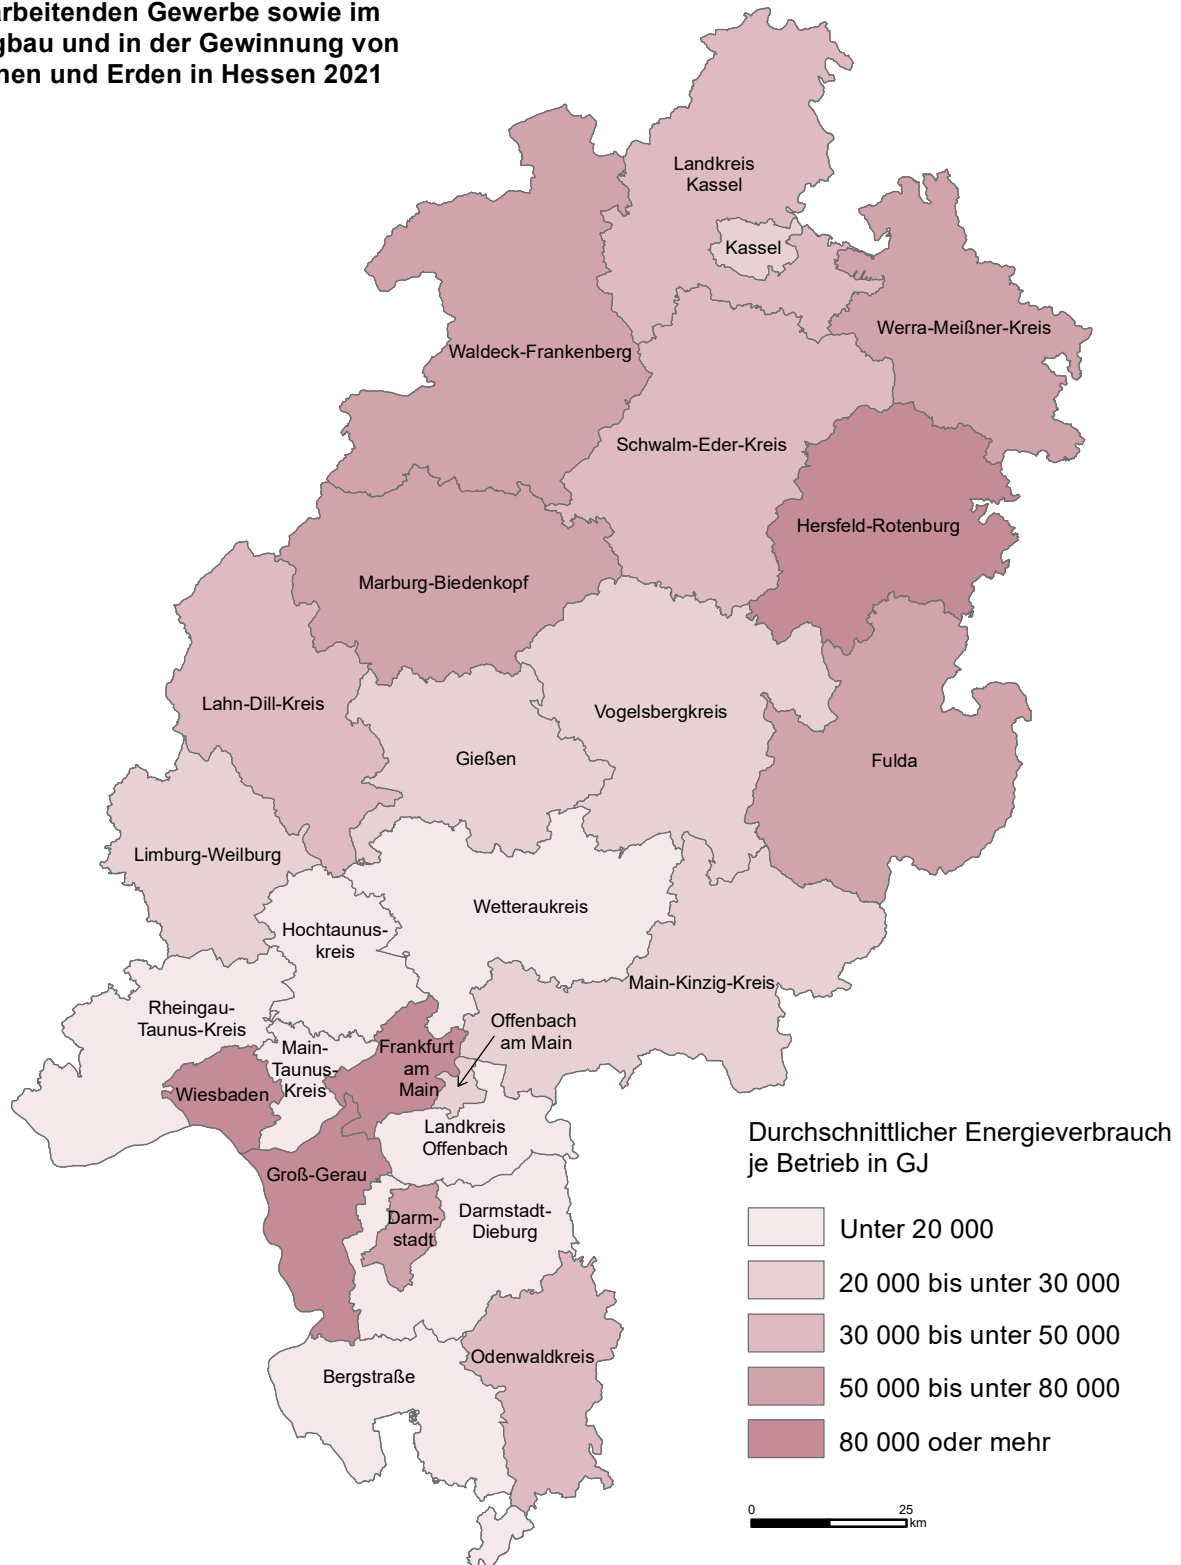 arbeitenden Gewerbe sowie im
gbau und in der Gewinnung von
nen und Erden in Hessen 2021
Landkreis
Kassel
Kassel
Werra-Meißner-Kreis
Waldeck-Frankenberg
Schwalm-Eder-Kreis
Hersfeld-Rotenburg
Marburg-Biedenkopf
Lahn-Dill-Kreis
Vogelsbergkreis
Gießen
Fulda
Limburg-Weilburg
Wetteraukreis
Hochtaunus-
kreis
Main-Kinzig-Kreis
Rheingau-
Taunus-Kreis
Offenbach
am Main
Main-
Taunus-
Kreis
Frankfurt
am
Main
Wiesbaden
Landkreis
Offenbach
Groß-Gerau
Darm-
stadt
Darmstadt-
Dieburg
Odenwaldkreis
Bergstraße
Durchschnittlicher Energieverbrauch
je Betrieb in GJ
Unter 20 000
20 000 bis unter 30 000
30 000 bis unter 50 000
50 000 bis unter 80 000
80 000 oder mehr
0 25
km